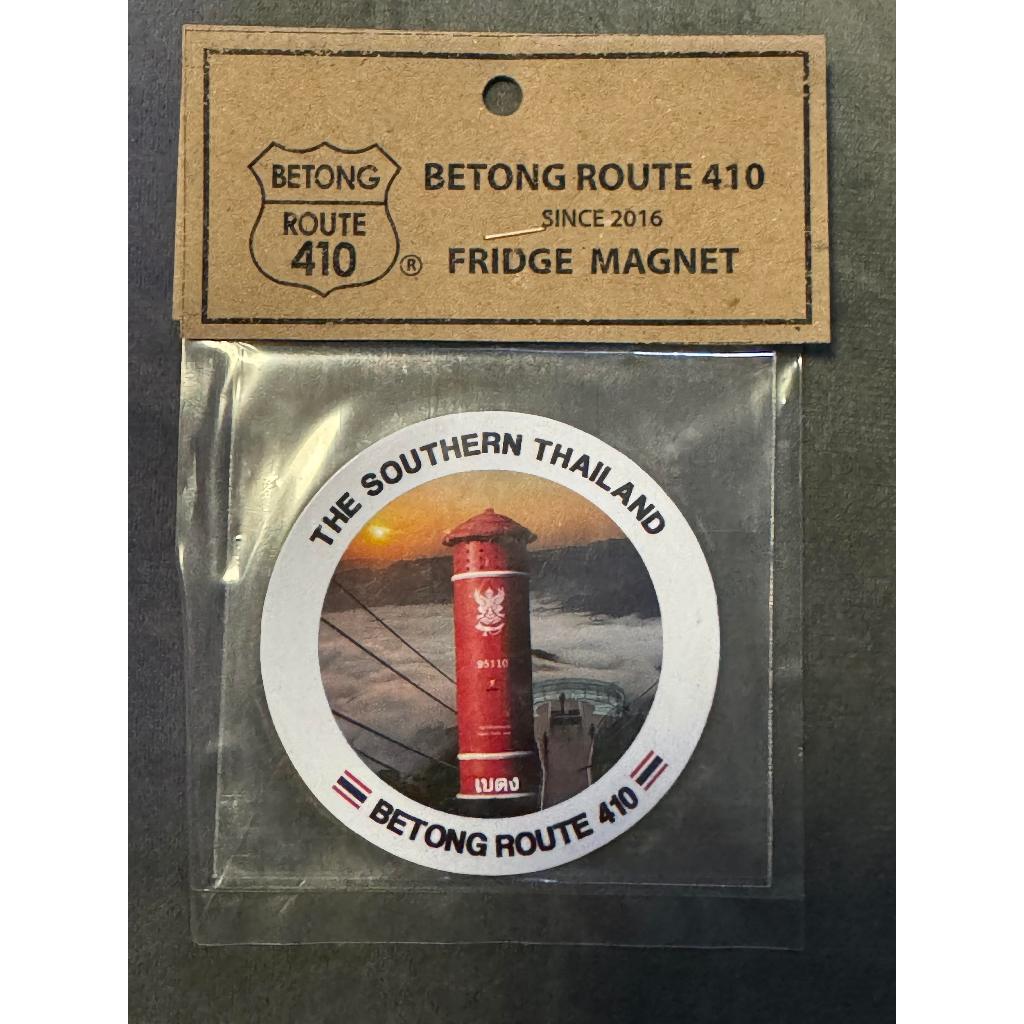 BETONG
ROUTE
410
®
BETONG ROUTE 410
SINCE 2016
FRIDGE MAGNET
THE SOUTHERN THAILAND
95110
เบตง
BETONG ROUTE 410